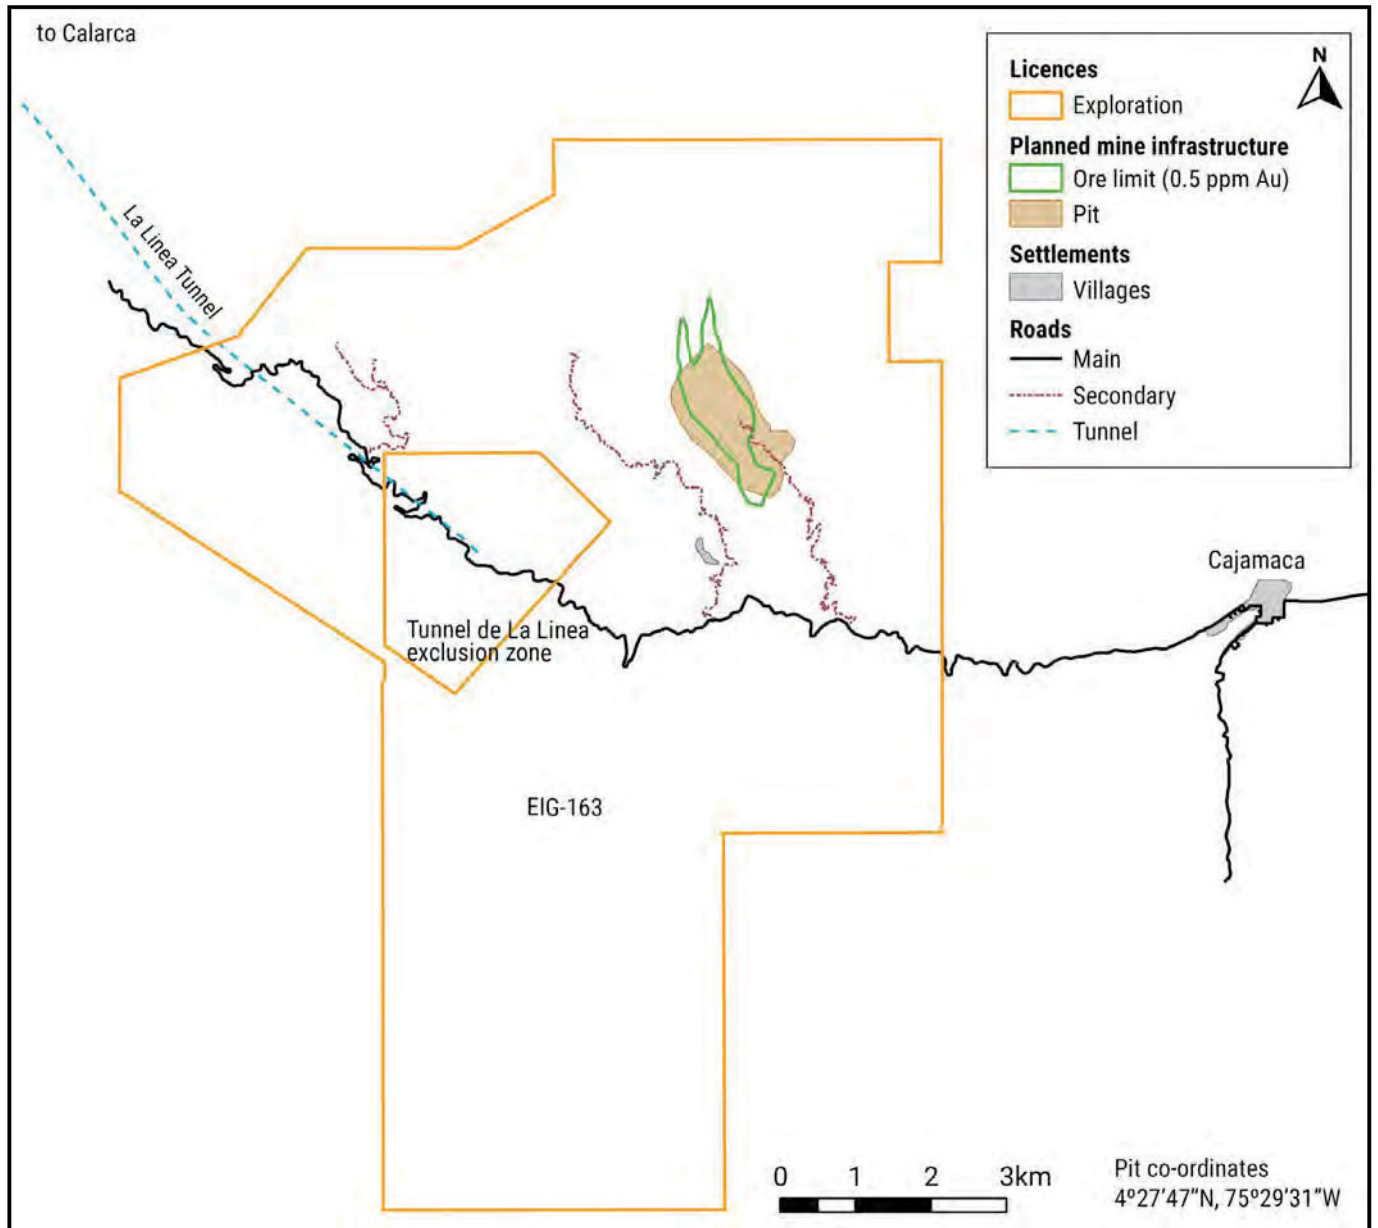 to Calarca
N
Licences
Exploration
Planned mine infrastructure
Ore limit (0.5 ppm Au)
Pit
Settlements
Villages
Roads
Main
Secondary
Tunnel
La Linea Tunnel
Cajamaca
Tunnel de La Linea
exclusion zone
EIG-163
0 1 2 3km
Pit co-ordinates
4º27’47”N, 75º29’31”W